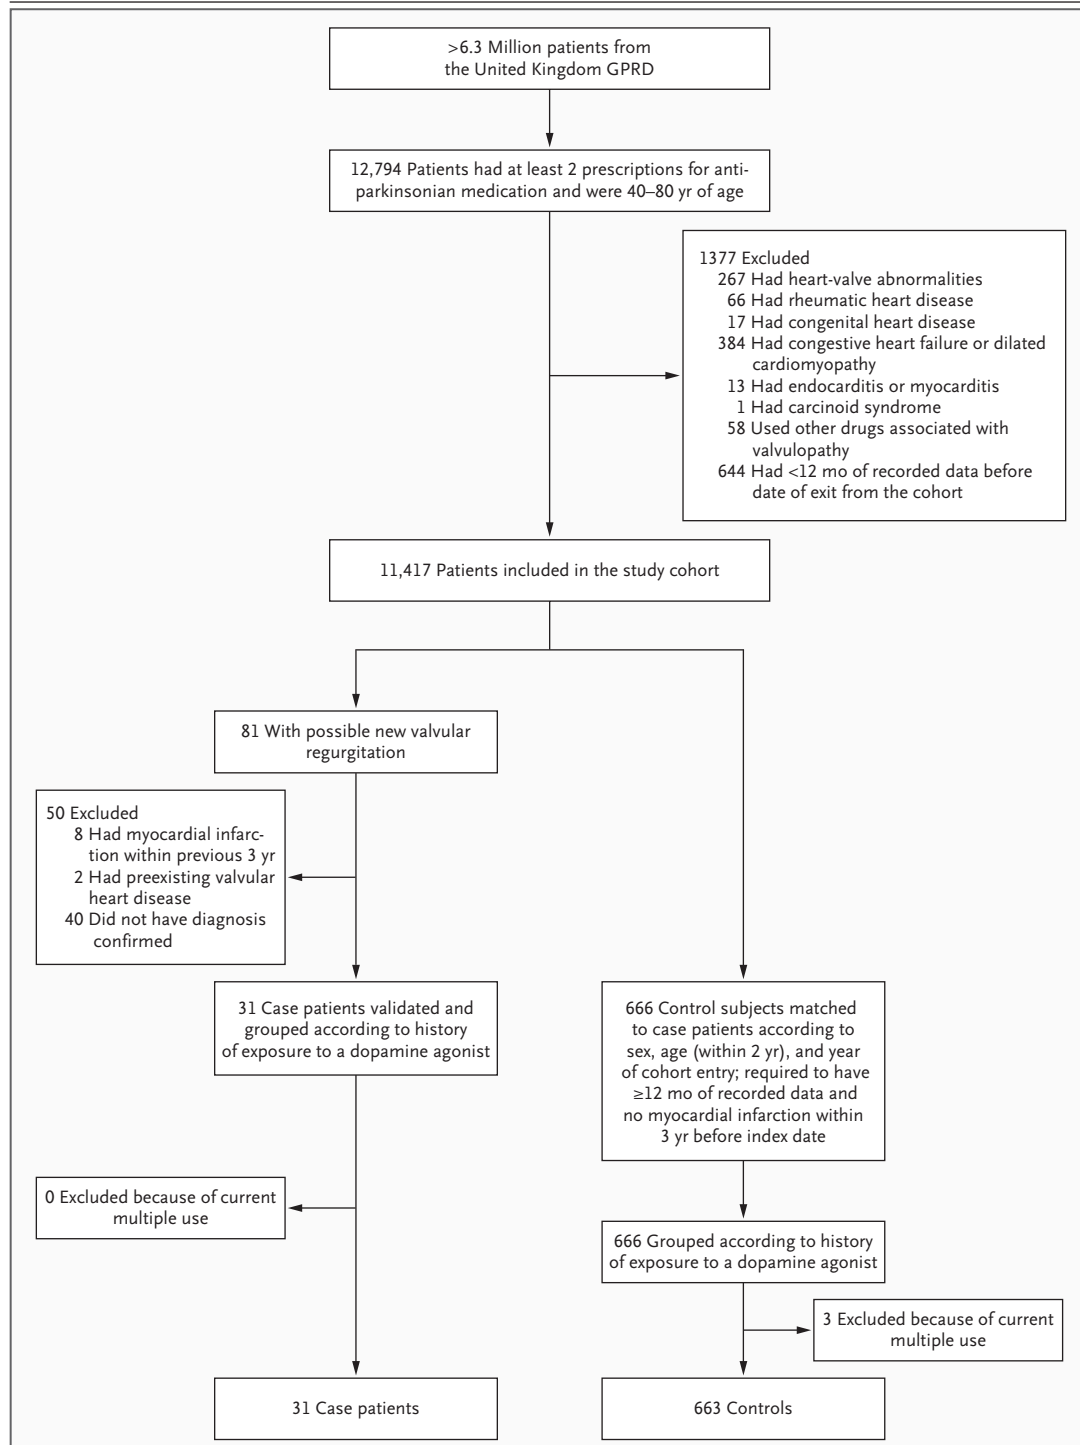 >6.3 Million patients from
the United Kingdom GPRD
12,794 Patients had at least 2 prescriptions for anti-
parkinsonian medication and were 40–80 yr of age
1377 Excluded
267 Had heart-valve abnormalities
66 Had rheumatic heart disease
17 Had congenital heart disease
384 Had congestive heart failure or dilated
cardiomyopathy
13 Had endocarditis or myocarditis
1 Had carcinoid syndrome
58 Used other drugs associated with
valvulopathy
644 Had <12 mo of recorded data before
date of exit from the cohort
11,417 Patients included in the study cohort
81 With possible new valvular
regurgitation
50 Excluded
8 Had myocardial infarc-
tion within previous 3 yr
2 Had preexisting valvular
heart disease
40 Did not have diagnosis
confirmed
31 Case patients validated and
grouped according to history
of exposure to a dopamine agonist
666 Control subjects matched
to case patients according to
sex, age (within 2 yr), and year
of cohort entry; required to have
≥12 mo of recorded data and
no myocardial infarction within
3 yr before index date
0 Excluded because of current
multiple use
666 Grouped according to history
of exposure to a dopamine agonist
3 Excluded because of current
multiple use
31 Case patients
663 Controls